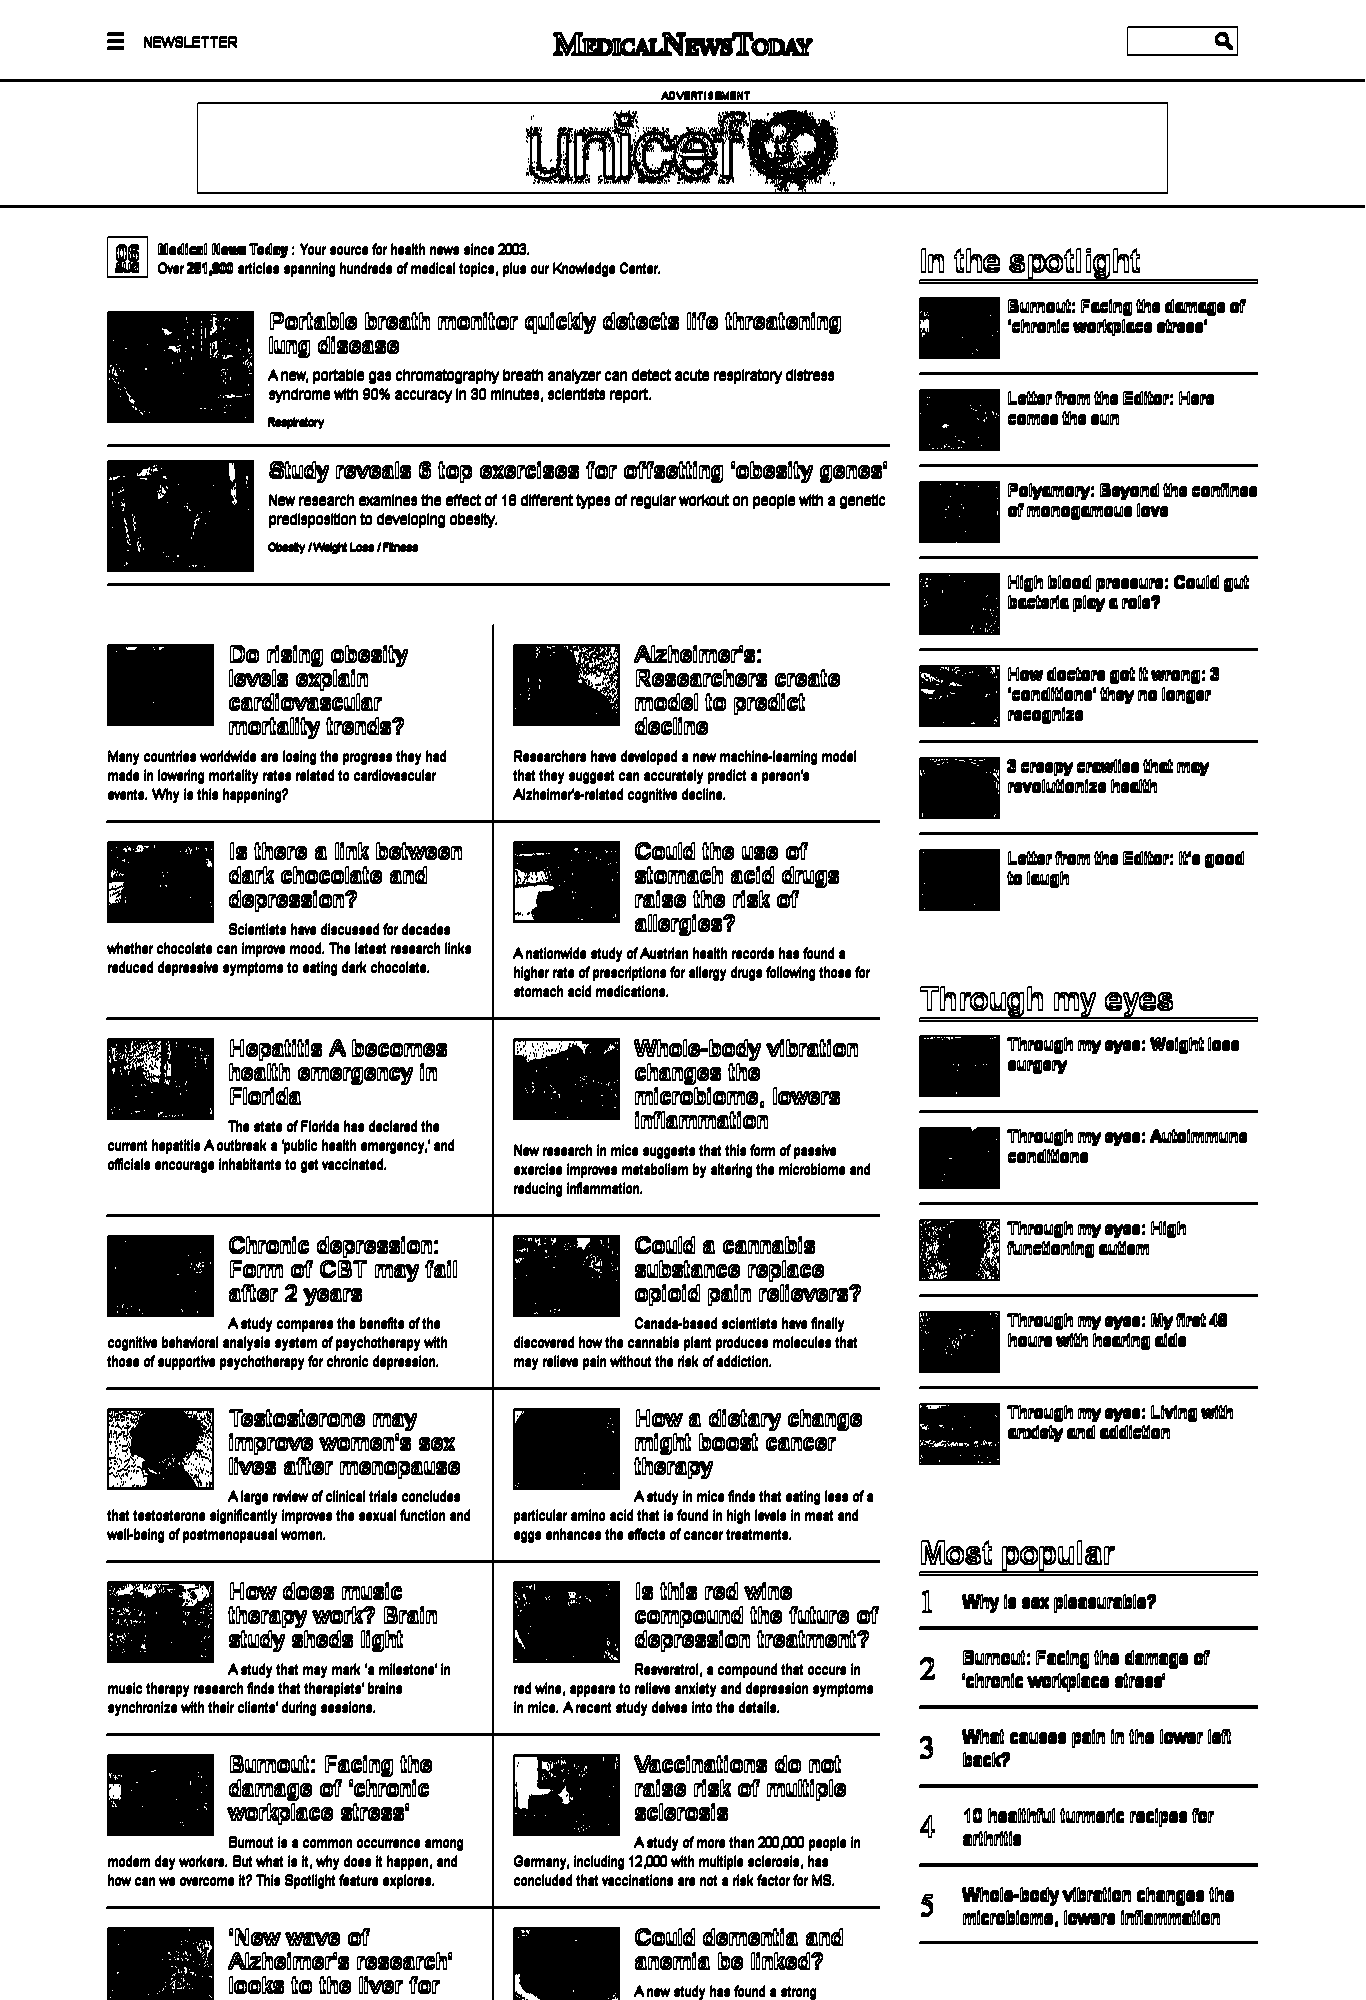 NEWSLETTER
MEDICALNEWSTODAY
ADVERTISEMENT
unicef
06
AUG
Medical News Today : Your source for health news since 2003.
Over 281,900 articles spanning hundreds of medical topics, plus our Knowledge Center.
Portable breath monitor quickly detects life threatening
lung disease
A new, portable gas chromatography breath analyzer can detect acute respiratory distress
syndrome with 90% accuracy in 30 minutes, scientists report.
Respiratory
Study reveals 6 top exercises for offsetting 'obesity genes'
New research examines the effect of 18 different types of regular workout on people with a genetic
predisposition to developing obesity.
Obesity / Weight Loss / Fitness
Do rising obesity
levels explain
cardiovascular
mortality trends?
Many countries worldwide are losing the progress they had
made in lowering mortality rates related to cardiovascular
events. Why is this happening?
Alzheimer's:
Researchers create
model to predict
decline
Researchers have developed a new machine-learning model
that they suggest can accurately predict a person's
Alzheimer's-related cognitive decline.
Is there a link between
dark chocolate and
depression?
Scientists have discussed for decades
whether chocolate can improve mood. The latest research links
reduced depressive symptoms to eating dark chocolate.
Could the use of
stomach acid drugs
raise the risk of
allergies?
A nationwide study of Austrian health records has found a
higher rate of prescriptions for allergy drugs following those for
stomach acid medications.
Hepatitis A becomes
health emergency in
Florida
The state of Florida has declared the
current hepatitis A outbreak a 'public health emergency,' and
officials encourage inhabitants to get vaccinated.
Whole-body vibration
changes the
microbiome, lowers
inflammation
New research in mice suggests that this form of passive
exercise improves metabolism by altering the microbiome and
reducing inflammation.
Chronic depression:
Form of CBT may fail
after 2 years
A study compares the benefits of the
cognitive behavioral analysis system of psychotherapy with
those of supportive psychotherapy for chronic depression.
Could a cannabis
substance replace
opioid pain relievers?
Canada-based scientists have finally
discovered how the cannabis plant produces molecules that
may relieve pain without the risk of addiction.
Testosterone may
improve women's sex
lives after menopause
A large review of clinical trials concludes
that testosterone significantly improves the sexual function and
well-being of postmenopausal women.
How a dietary change
might boost cancer
therapy
A study in mice finds that eating less of a
particular amino acid that is found in high levels in meat and
eggs enhances the effects of cancer treatments.
How does music
therapy work? Brain
study sheds light
A study that may mark 'a milestone' in
music therapy research finds that therapists' brains
synchronize with their clients' during sessions.
Is this red wine
compound the future of
depression treatment?
Resveratrol, a compound that occurs in
red wine, appears to relieve anxiety and depression symptoms
in mice. A recent study delves into the details.
Burnout: Facing the
damage of 'chronic
workplace stress'
Burnout is a common occurrence among
modern day workers. But what is it, why does it happen, and
how can we overcome it? This Spotlight feature explores.
Vaccinations do not
raise risk of multiple
sclerosis
A study of more than 200,000 people in
Germany, including 12,000 with multiple sclerosis, has
concluded that vaccinations are not a risk factor for MS.
'New wave of
Alzheimer's research'
looks to the liver for
Could dementia and
anemia be linked?
A new study has found a strong
In the spotlight
Burnout: Facing the damage of
'chronic workplace stress'
Letter from the Editor: Here
comes the sun
Polyamory: Beyond the confines
of monogamous love
High blood pressure: Could gut
bacteria play a role?
How doctors got it wrong: 3
'conditions' they no longer
recognize
3 creepy crawlies that may
revolutionize health
Letter from the Editor: It's good
to laugh
Through my eyes
Through my eyes: Weight loss
surgery
Through my eyes: Autoimmune
conditions
Through my eyes: High
functioning autism
Through my eyes: My first 48
hours with hearing aids
Through my eyes: Living with
anxiety and addiction
Most popular
1 Why is sex pleasurable?
2 Burnout: Facing the damage of
'chronic workplace stress'
3 What causes pain in the lower left
back?
4 10 healthful turmeric recipes for
arthritis
5 Whole-body vibration changes the
microbiome, lowers inflammation